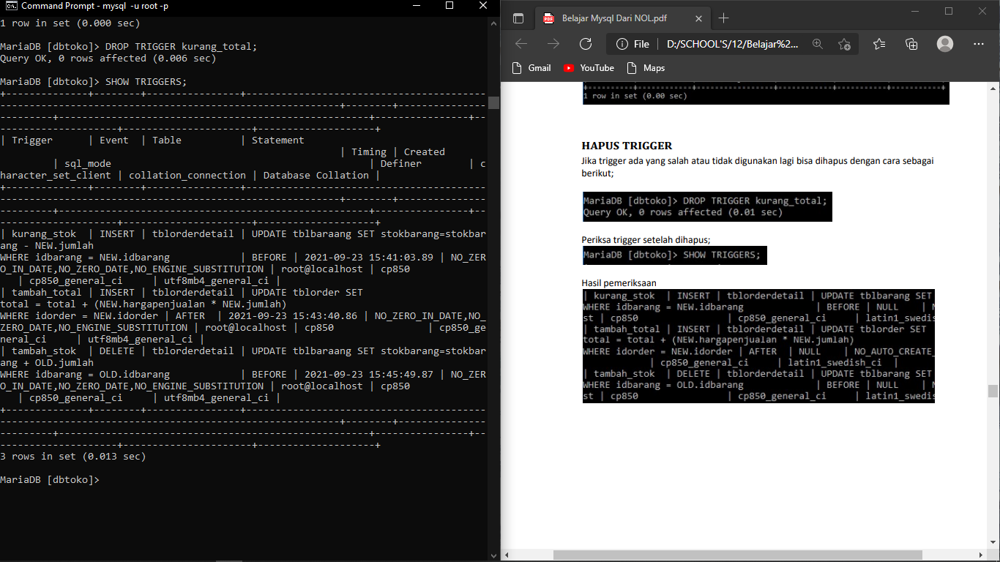 Command Prompt - mysql  -u root -p
1 row in set (0.000 sec)
MariaDB [dbtoko]> DROP TRIGGER kurang_total;
Query OK, 0 rows affected (0.006 sec)
MariaDB [dbtoko]> SHOW TRIGGERS;
| Trigger      | Event  | Table          | Statement
| Timing | Created
| sql_mode                                            | Definer        | c
haracter_set_client | collation_connection | Database Collation |
| kurang_stok  | INSERT | tblorderdetail | UPDATE tblbaraang SET stokbarang=stokbar
ang - NEW.jumlah
WHERE idbarang = NEW.idbarang            | BEFORE | 2021-09-23 15:41:03.89 | NO_ZER
O_IN_DATE,NO_ZERO_DATE,NO_ENGINE_SUBSTITUTION | root@localhost | cp850
| cp850_general_ci     | utf8mb4_general_ci |
| tambah_total | INSERT | tblorderdetail | UPDATE tblorder SET
total = total + (NEW.hargapenjualan * NEW.jumlah)
WHERE idorder = NEW.idorder | AFTER  | 2021-09-23 15:43:40.86 | NO_ZERO_IN_DATE,NO_
ZERO_DATE,NO_ENGINE_SUBSTITUTION | root@localhost | cp850                | cp850_ge
neral_ci     | utf8mb4_general_ci |
| tambah_stok  | DELETE | tblorderdetail | UPDATE tblbaraang SET stokbarang=stokbar
ang + OLD.jumlah
WHERE idbarang = OLD.idbarang            | BEFORE | 2021-09-23 15:45:49.87 | NO_ZER
O_IN_DATE,NO_ZERO_DATE,NO_ENGINE_SUBSTITUTION | root@localhost | cp850
| cp850_general_ci     | utf8mb4_general_ci |
3 rows in set (0.013 sec)
MariaDB [dbtoko]>
Belajar Mysql Dari NOL.pdf
File
D:/SCHOOL'S/12/Belajar%2...
Gmail
YouTube
Maps
1 row in set (0.00 sec)
HAPUS TRIGGER
Jika trigger ada yang salah atau tidak digunakan lagi bisa dihapus dengan cara sebagai
berikut;
MariaDB [dbtoko]> DROP TRIGGER kurang_total;
Query OK, 0 rows affected (0.01 sec)
Periksa trigger setelah dihapus;
MariaDB [dbtoko]> SHOW TRIGGERS;
Hasil pemeriksaan
| kurang_stok  | INSERT | tblorderdetail | UPDATE tblbarang SET
WHERE idbarang = NEW.idbarang             | BEFORE | NULL    | N
st | cp850                | cp850_general_ci     | latin1_swedis
| tambah_total | INSERT | tblorderdetail | UPDATE tblorder SET
total = total + (NEW.hargapenjualan * NEW.jumlah)
WHERE idorder = NEW.idorder | AFTER  | NULL    | NO_AUTO_CREATE_
| cp850_general_ci     | latin1_swedish_ci  |
| tambah_stok  | DELETE | tblorderdetail | UPDATE tblbarang SET
WHERE idbarang = OLD.idbarang             | BEFORE | NULL    | N
st | cp850                | cp850_general_ci     | latin1_swedis